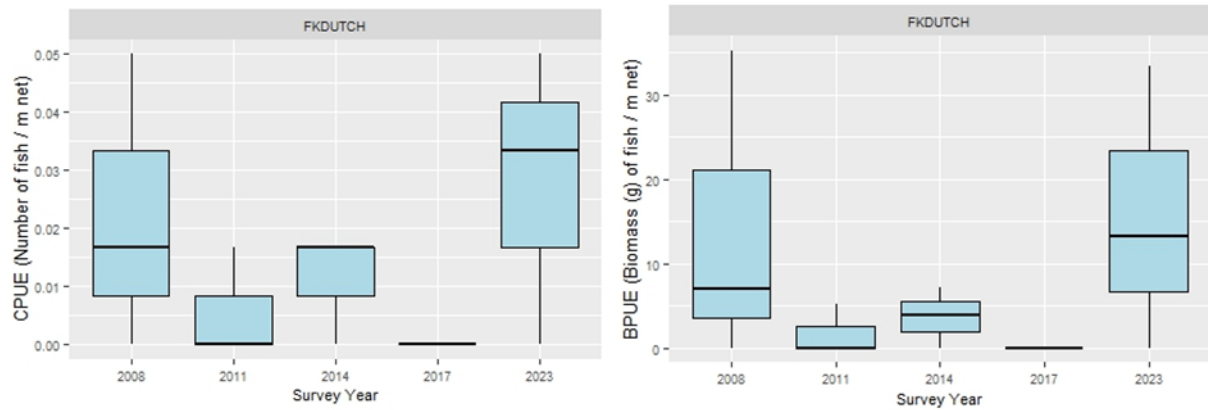 FKDUTCH
CPUE (Number of fish / m net)
0.05
0.04
0.03
0.02
0.01
0.00
2008 2011 2014 2017 2023
Survey Year
FKDUTCH
BPUE (Biomass (g) of fish / m net)
30
20
10
0
2008 2011 2014 2017 2023
Survey Year